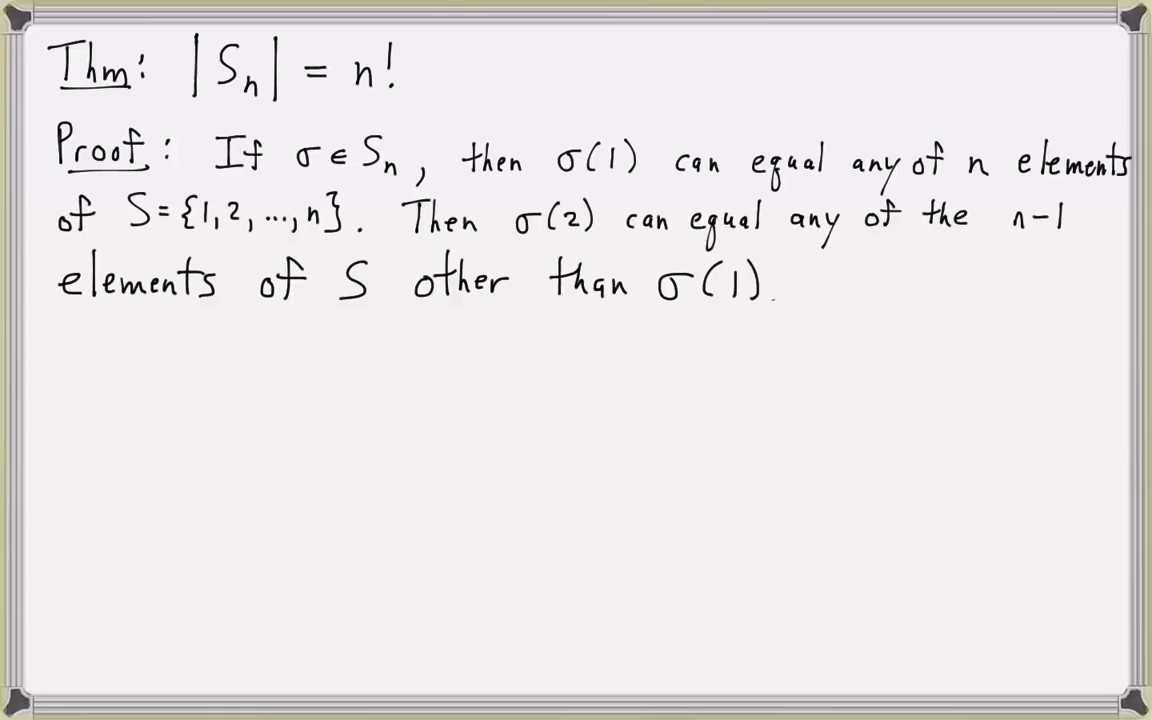 Thm: |Sₙ| = n!
Proof: If σ ∈ Sₙ, then σ(1) can equal any of n elements
of S = {1, 2, ..., n}. Then σ(2) can equal any of the n-1
elements of S other than σ(1).